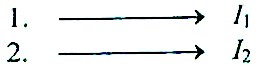 1. ⟶ I₁
2. ⟶ I₂